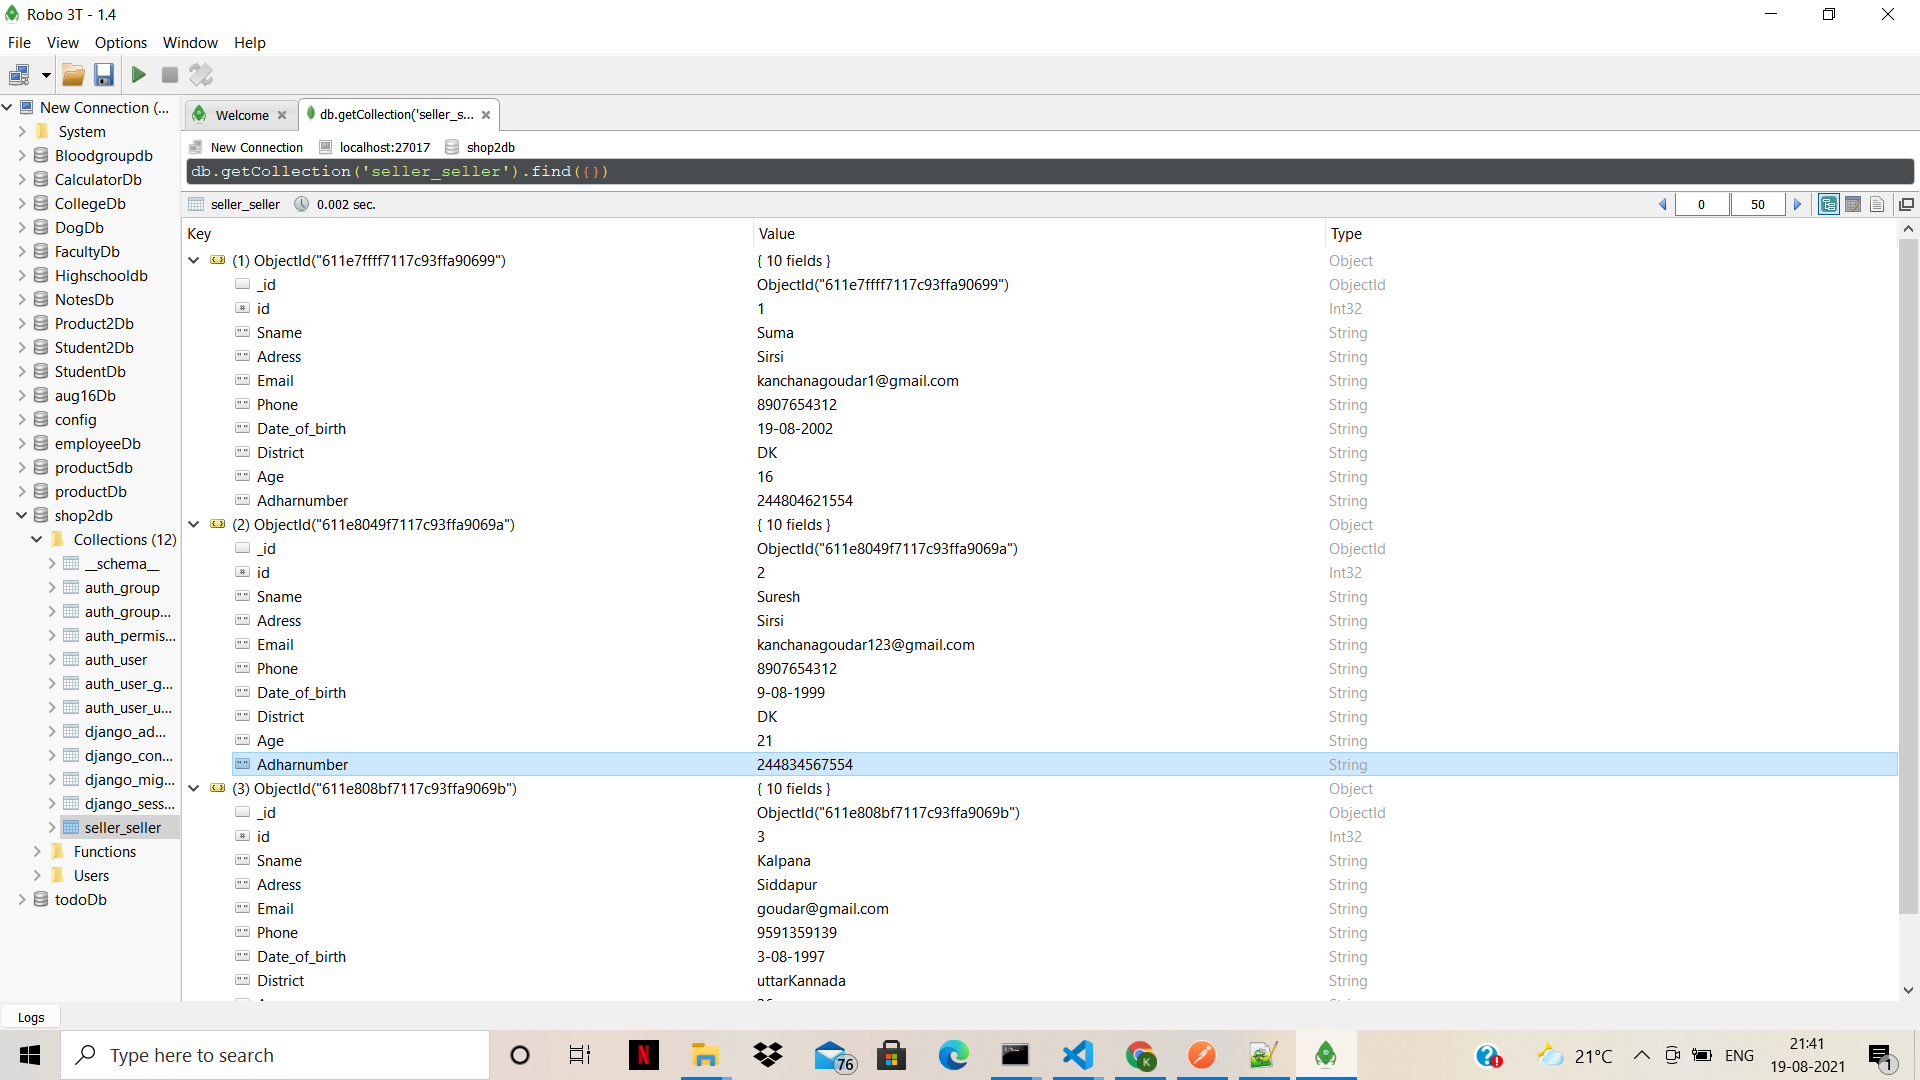 Robo 3T - 1.4
File View Options Window Help
New Connection (...
System
Bloodgroupdb
CalculatorDb
CollegeDb
DogDb
FacultyDb
Highschooldb
NotesDb
Product2Db
Student2Db
StudentDb
aug16Db
config
employeeDb
product5db
productDb
shop2db
Collections (12)
__schema__
auth_group
auth_group...
auth_permis...
auth_user
auth_user_g...
auth_user_u...
django_ad...
django_con...
django_mig...
django_sess...
seller_seller
Functions
Users
todoDb
Welcome db.getCollection('seller_s...
New Connection localhost:27017 shop2db
db.getCollection('seller_seller').find({})
seller_seller 0.002 sec. 0 50
Key Value Type
(1) ObjectId("611e7ffff7117c93ffa90699") { 10 fields } Object
_id ObjectId("611e7ffff7117c93ffa90699") ObjectId
id 1 Int32
Sname Suma String
Adress Sirsi String
Email kanchanagoudar1@gmail.com String
Phone 8907654312 String
Date_of_birth 19-08-2002 String
District DK String
Age 16 String
Adharnumber 244804621554 String
(2) ObjectId("611e8049f7117c93ffa9069a") { 10 fields } Object
_id ObjectId("611e8049f7117c93ffa9069a") ObjectId
id 2 Int32
Sname Suresh String
Adress Sirsi String
Email kanchanagoudar123@gmail.com String
Phone 8907654312 String
Date_of_birth 9-08-1999 String
District DK String
Age 21 String
Adharnumber 244834567554 String
(3) ObjectId("611e808bf7117c93ffa9069b") { 10 fields } Object
_id ObjectId("611e808bf7117c93ffa9069b") ObjectId
id 3 Int32
Sname Kalpana String
Adress Siddapur String
Email goudar@gmail.com String
Phone 9591359139 String
Date_of_birth 3-08-1997 String
District uttarKannada String
Logs
Type here to search
N
76
K
21°C
ENG
21:41
19-08-2021
1